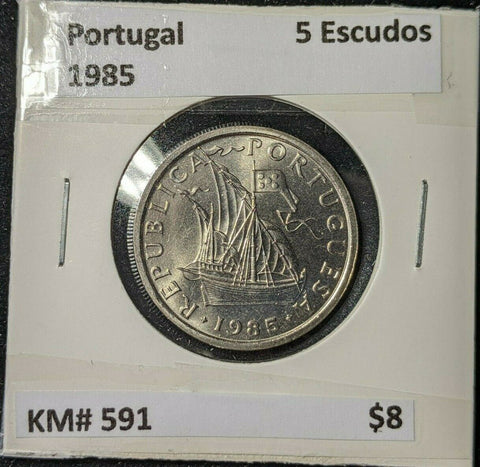 Portugal 5 Escudos
1985
REPUBLICA PORTUGUESA
1985
KM# 591 $8